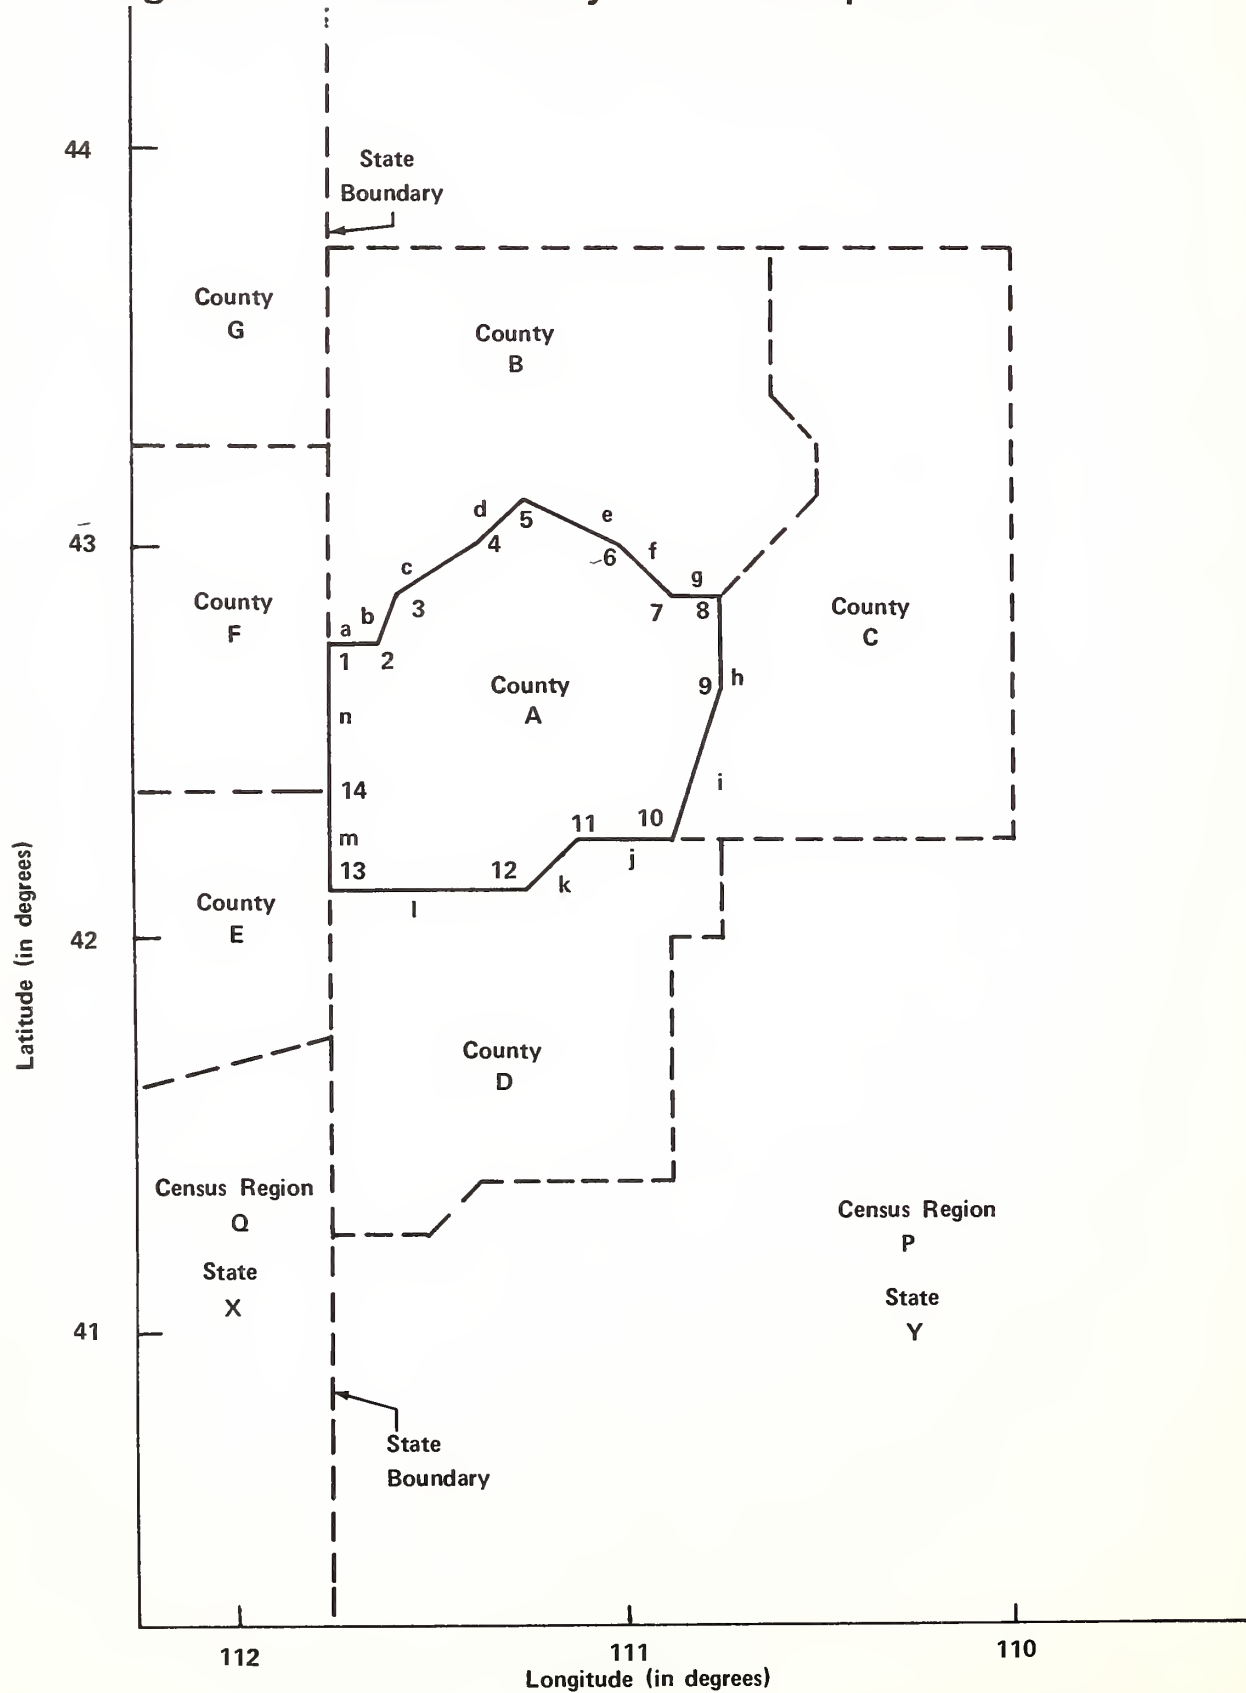 44
State
Boundary
County
G
County
B
43
d
5
e
4
6
f
c
g
County
F
3
7
8
County
C
b
a
1
2
County
A
9
h
n
i
14
11
10
m
j
13
12
k
County
E
l
42
Latitude (in degrees)
County
D
Census Region
Q
State
X
Census Region
P
State
Y
41
State
Boundary
112
111
110
Longitude (in degrees)